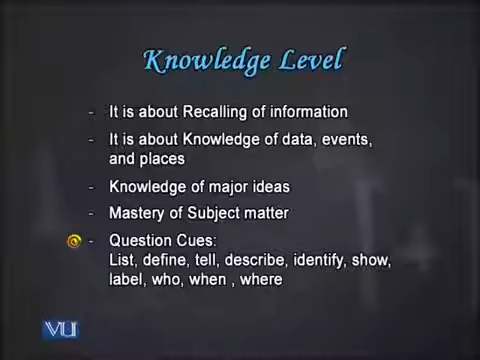 Knowledge Level
- It is about Recalling of information
- It is about Knowledge of data, events,
and places
- Knowledge of major ideas
- Mastery of Subject matter
- Question Cues:
List, define, tell, describe, identify, show,
label, who, when , where
VU